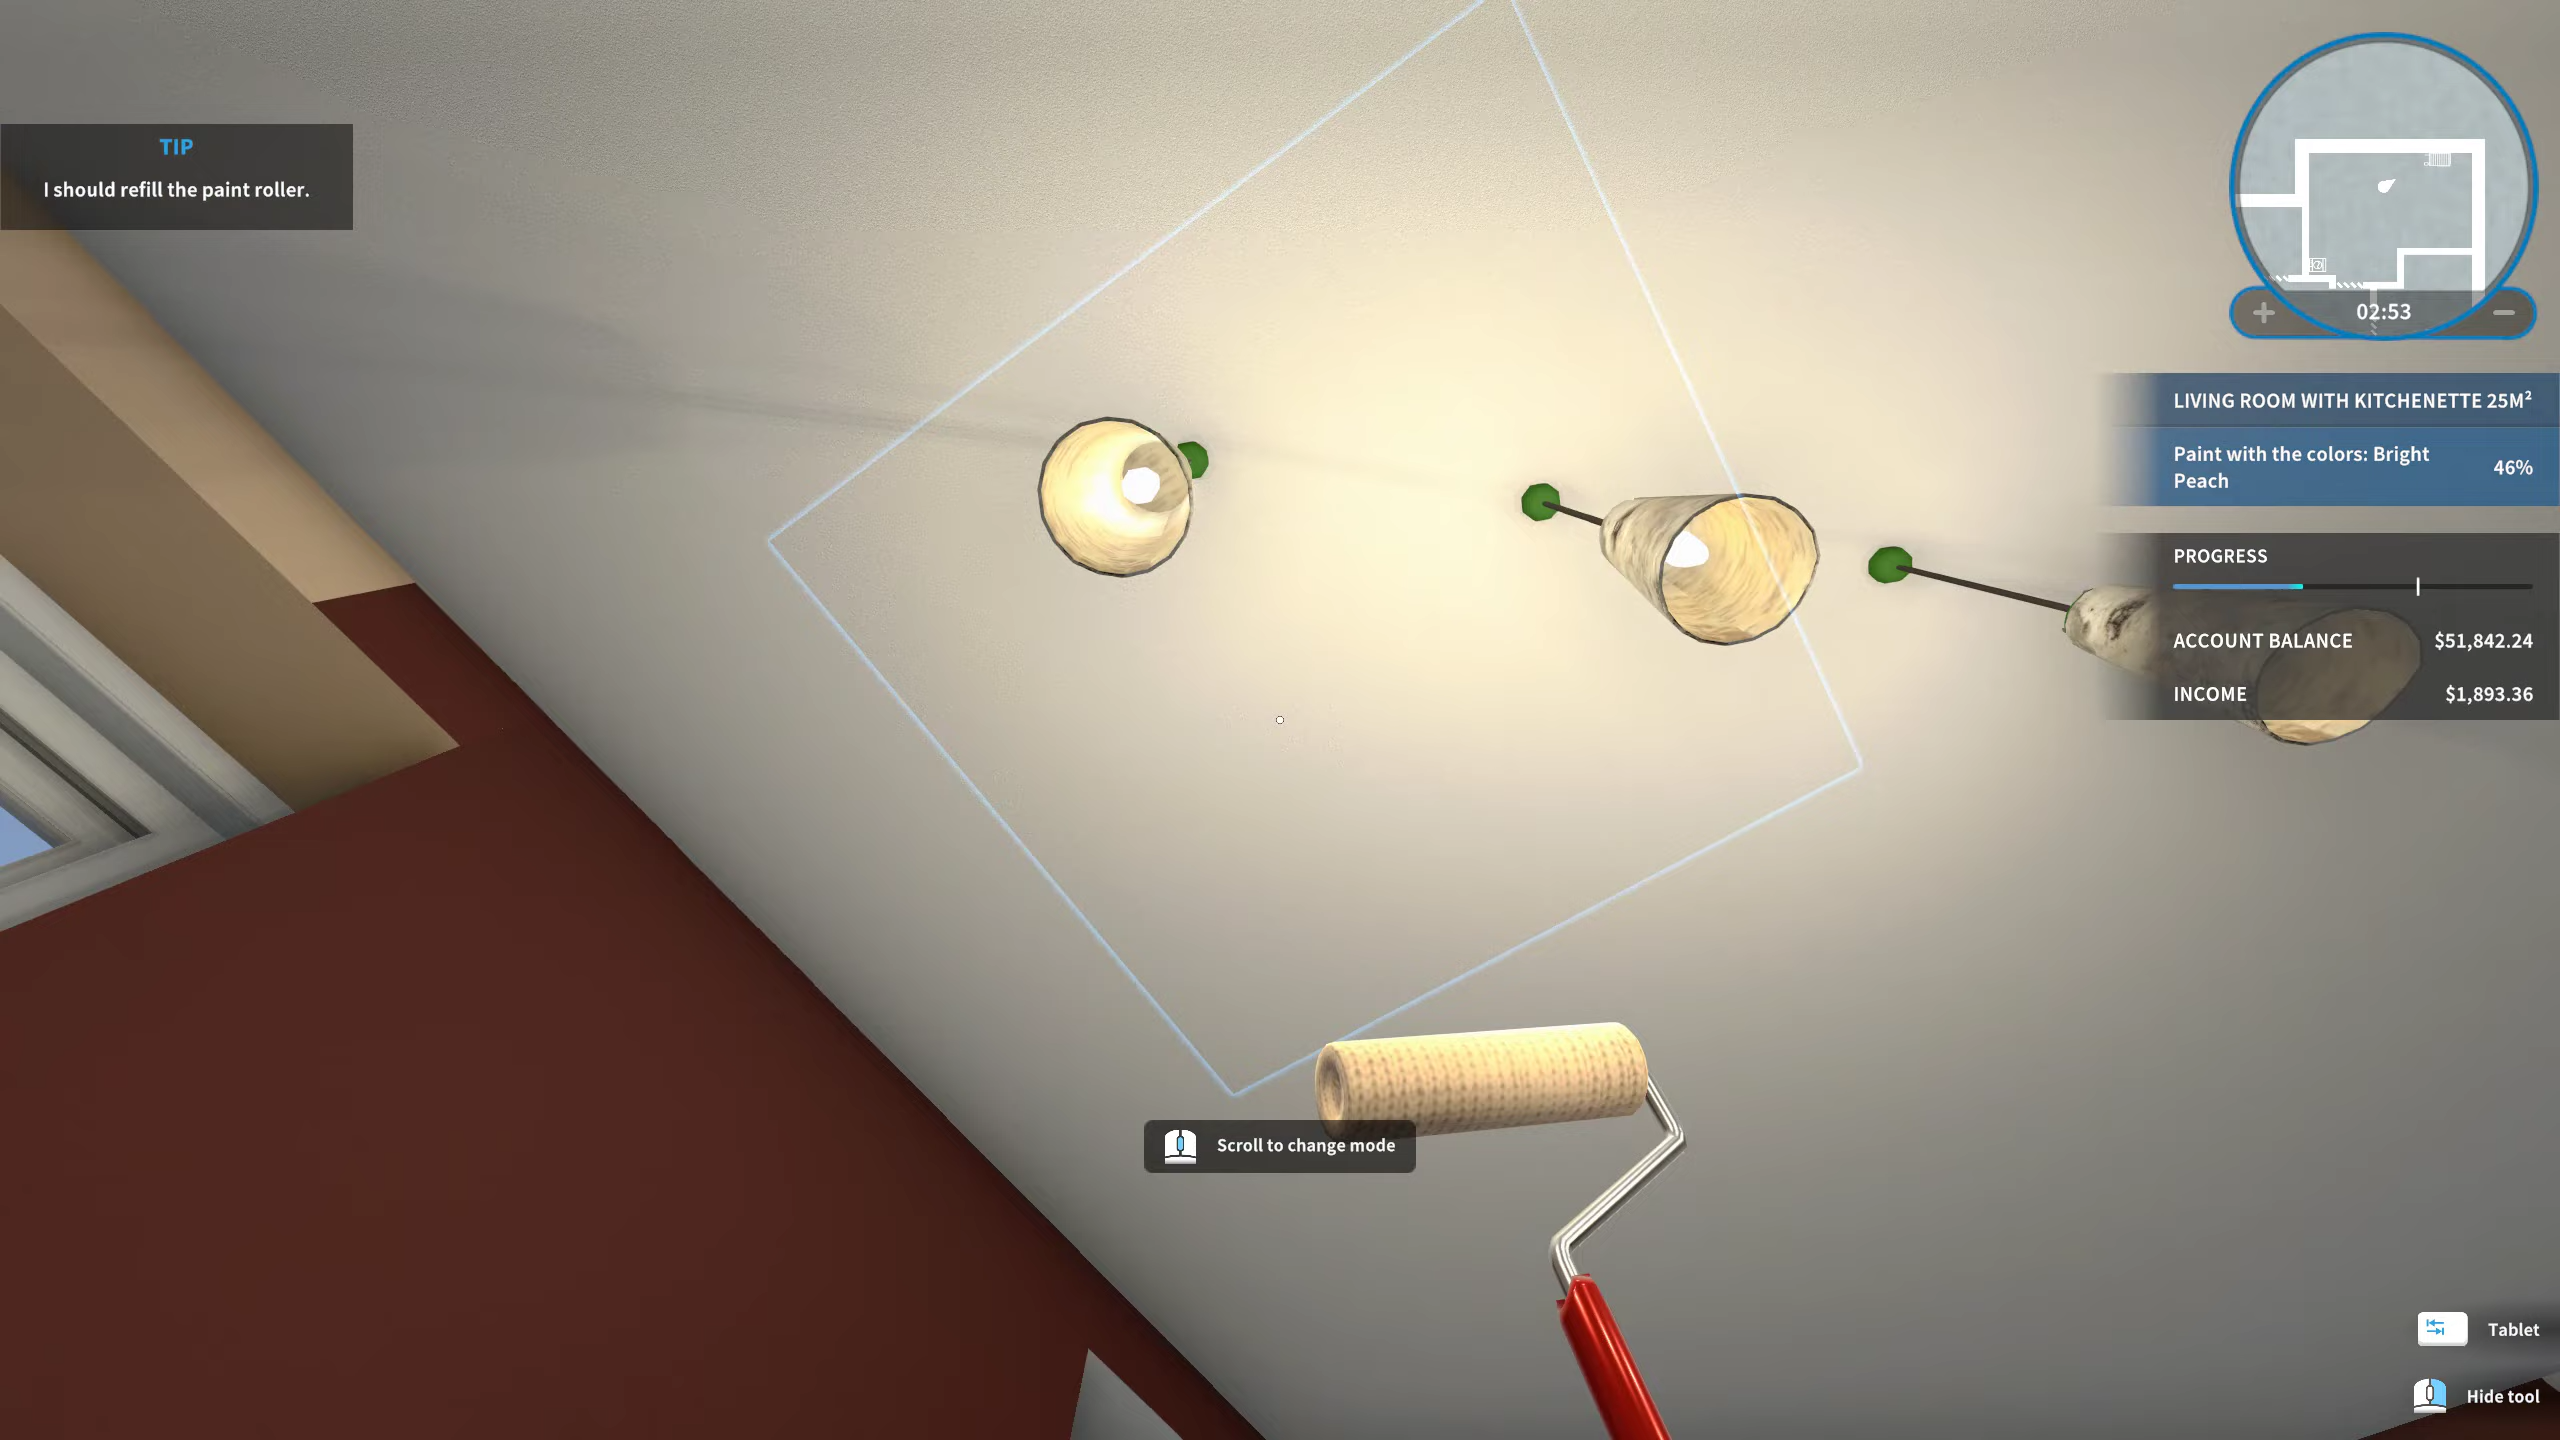 TIP
I should refill the paint roller.
02:53
LIVING ROOM WITH KITCHENETTE 25M²
Paint with the colors: Bright
Peach
46%
PROGRESS
ACCOUNT BALANCE $51,842.24
INCOME $1,893.36
Scroll to change mode
Tablet
Hide tool